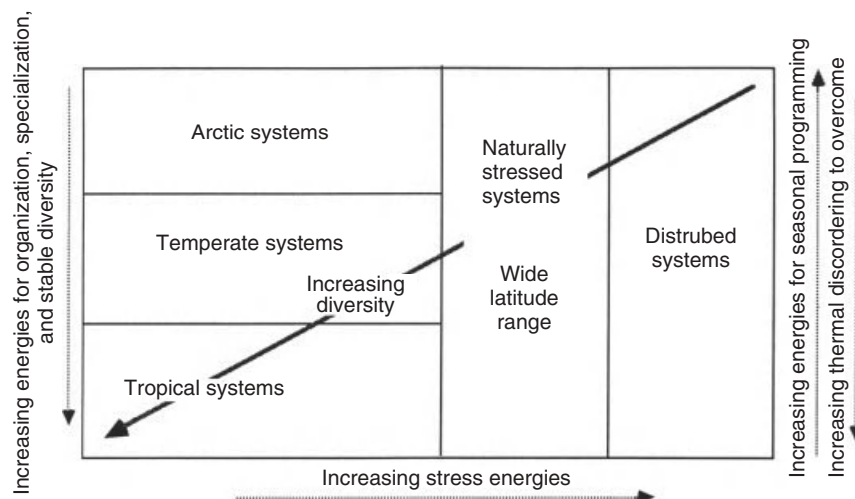 Increasing energies for organization, specialization,
and stable diversity
Arctic systems
Temperate systems
Increasing
diversity
Tropical systems
Naturally
stressed
systems
Wide
latitude
range
Distrubed
systems
Increasing energies for seasonal programming
Increasing thermal discordering to overcome
Increasing stress energies